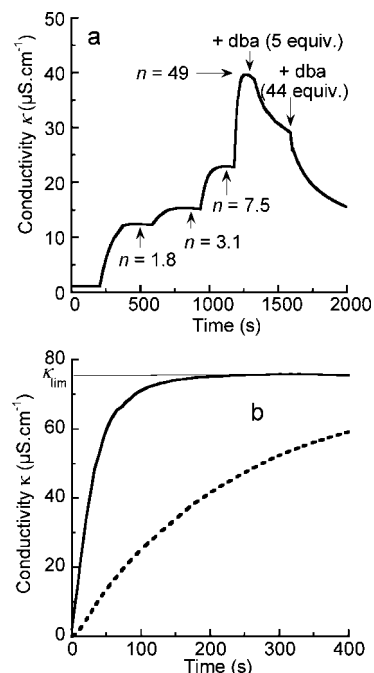 a
+ dba (5 equiv.)
+ dba
(44 equiv.)
n = 49
n = 7.5
n = 3.1
n = 1.8
Conductivity κ (µS.cm⁻¹)
50
40
30
20
10
0
0 500 1000 1500 2000
Time (s)
b
κlim
Conductivity κ (µS.cm⁻¹)
80
60
40
20
0
0 100 200 300 400
Time (s)